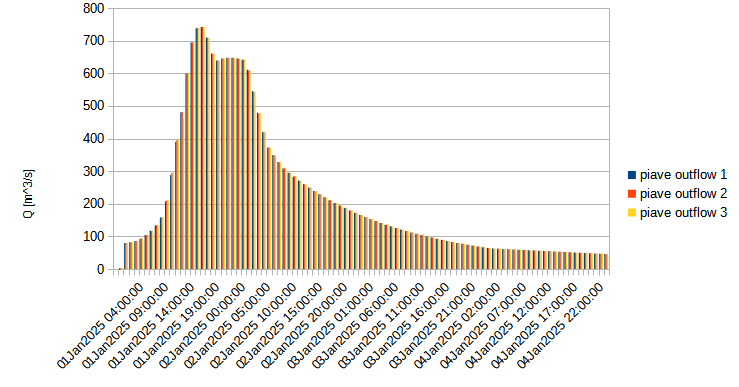 800
700
600
500
400
300
200
100
0
Q [m^3/s]
01Jan2025 04:00:00
01Jan2025 09:00:00
01Jan2025 14:00:00
01Jan2025 19:00:00
02Jan2025 00:00:00
02Jan2025 05:00:00
02Jan2025 10:00:00
02Jan2025 15:00:00
02Jan2025 20:00:00
03Jan2025 01:00:00
03Jan2025 06:00:00
03Jan2025 11:00:00
03Jan2025 16:00:00
03Jan2025 21:00:00
04Jan2025 02:00:00
04Jan2025 07:00:00
04Jan2025 12:00:00
04Jan2025 17:00:00
04Jan2025 22:00:00
piave outflow 1
piave outflow 2
piave outflow 3